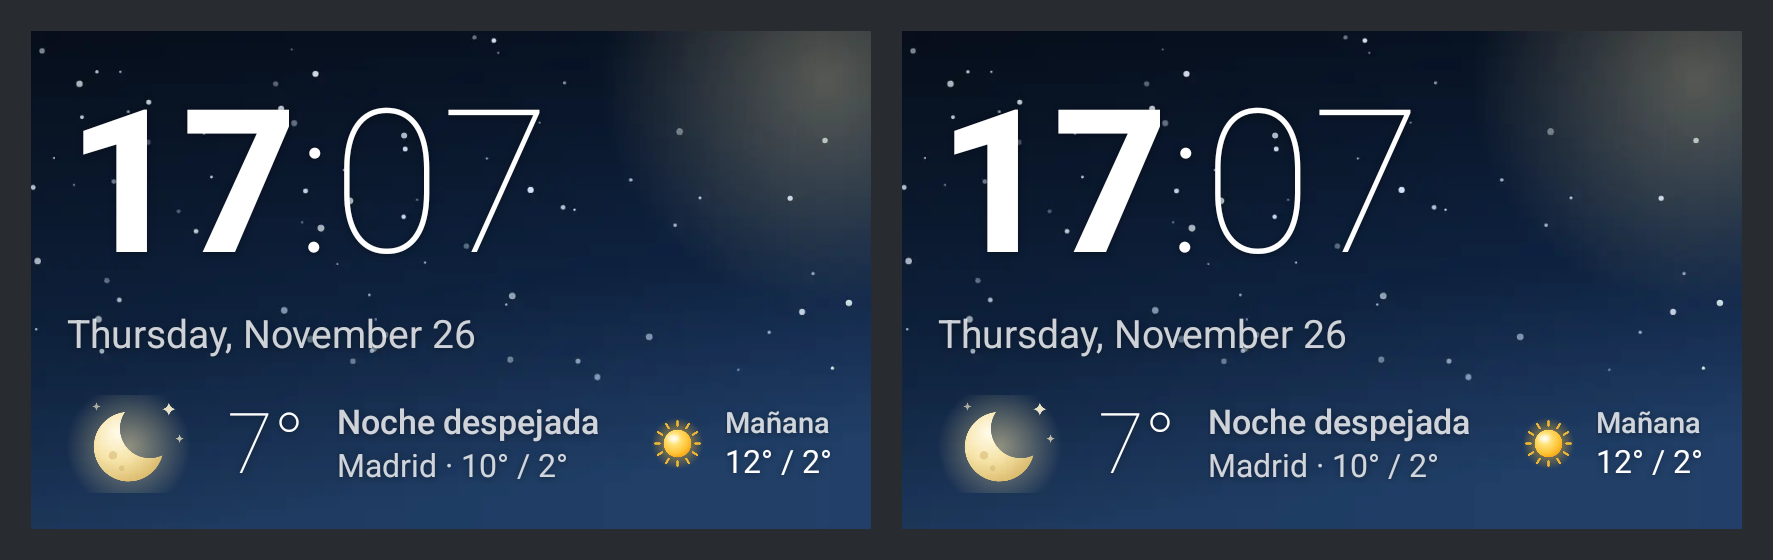 17:07
Thursday, November 26
7° Noche despejada
Madrid · 10° / 2°
Mañana
12° / 2°
17:07
Thursday, November 26
7° Noche despejada
Madrid · 10° / 2°
Mañana
12° / 2°